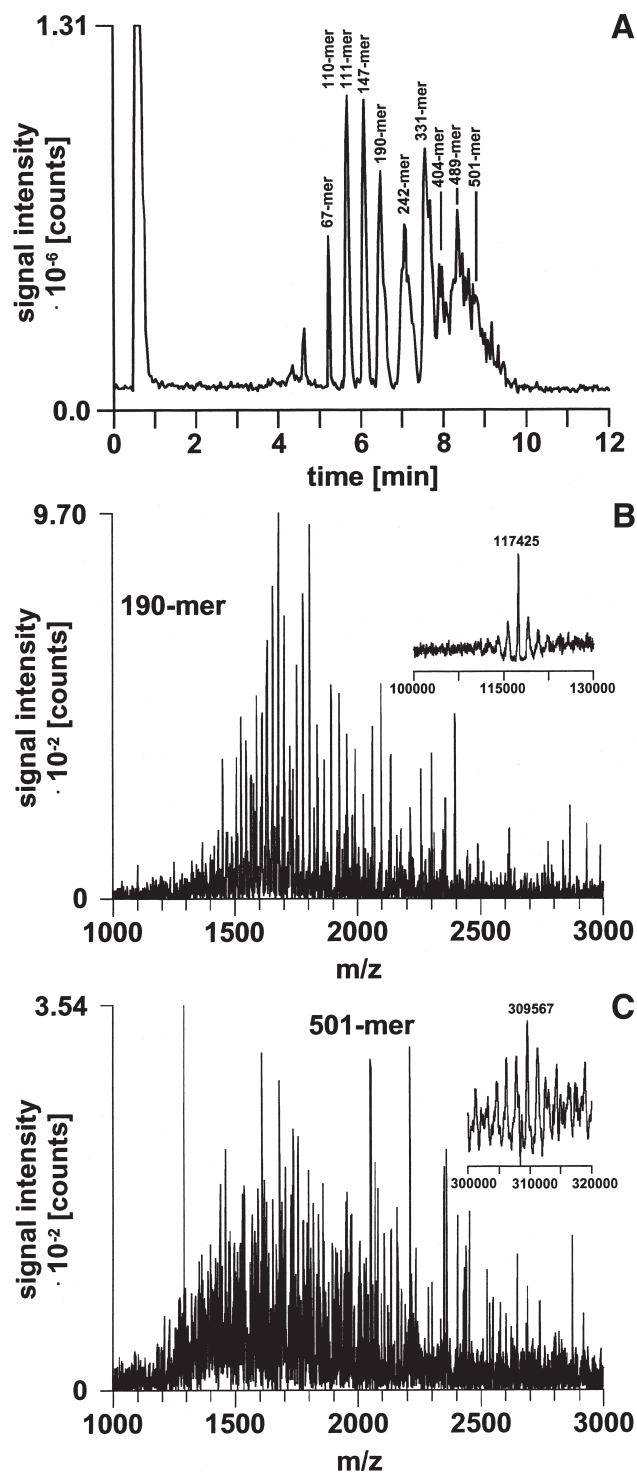 A
1.31
signal intensity
· 10-6 [counts]
0.0
67-mer
110-mer
111-mer
147-mer
190-mer
242-mer
331-mer
404-mer
489-mer
501-mer
0 2 4 6 8 10 12
time [min]
B
9.70
190-mer
signal intensity
· 10-2 [counts]
0
117425
100000 115000 130000
1000 1500 2000 2500 3000
m/z
C
3.54
501-mer
signal intensity
· 10-2 [counts]
0
309567
300000 310000 320000
1000 1500 2000 2500 3000
m/z